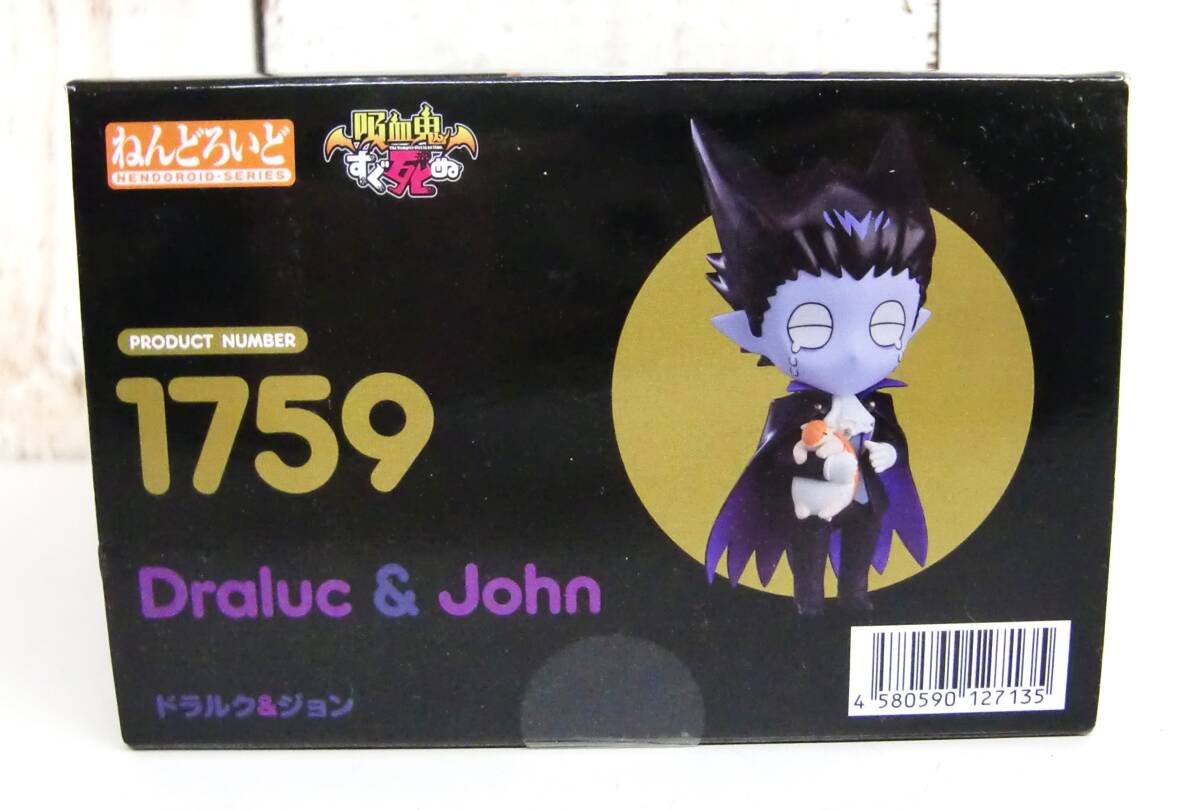 ねんどろいど
NENDOROID·SERIES
吸血鬼
すぐ死ぬ
PRODUCT NUMBER
1759
Draluc & John
ドラルク&ジョン
4 580590 127135